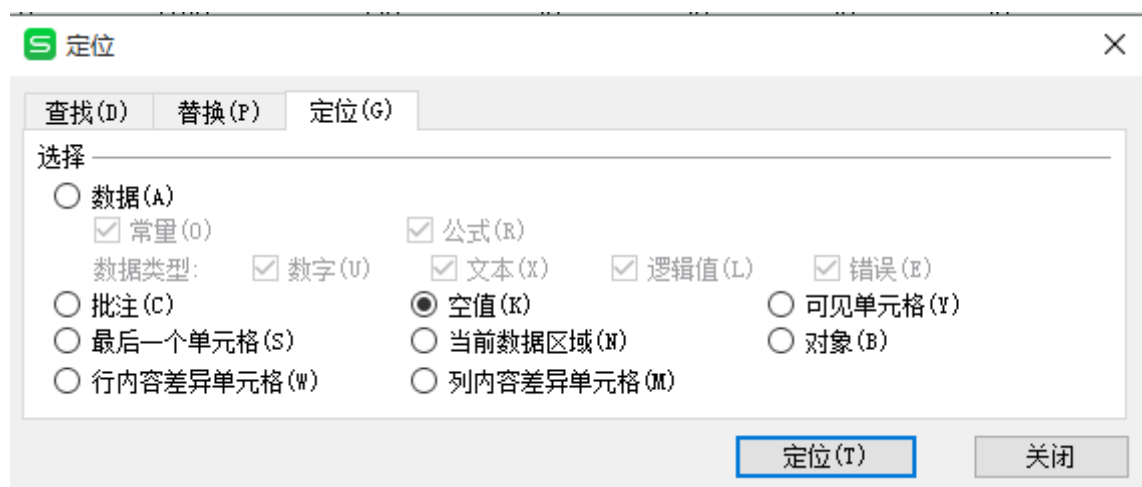 定位
查找(D) 替换(P) 定位(G)
选择
数据(A)
常量(O) 公式(R)
数据类型: 数字(U) 文本(X) 逻辑值(L) 错误(E)
批注(C) 空值(K) 可见单元格(Y)
最后一个单元格(S) 当前数据区域(N) 对象(B)
行内容差异单元格(W) 列内容差异单元格(M)
定位(T) 关闭